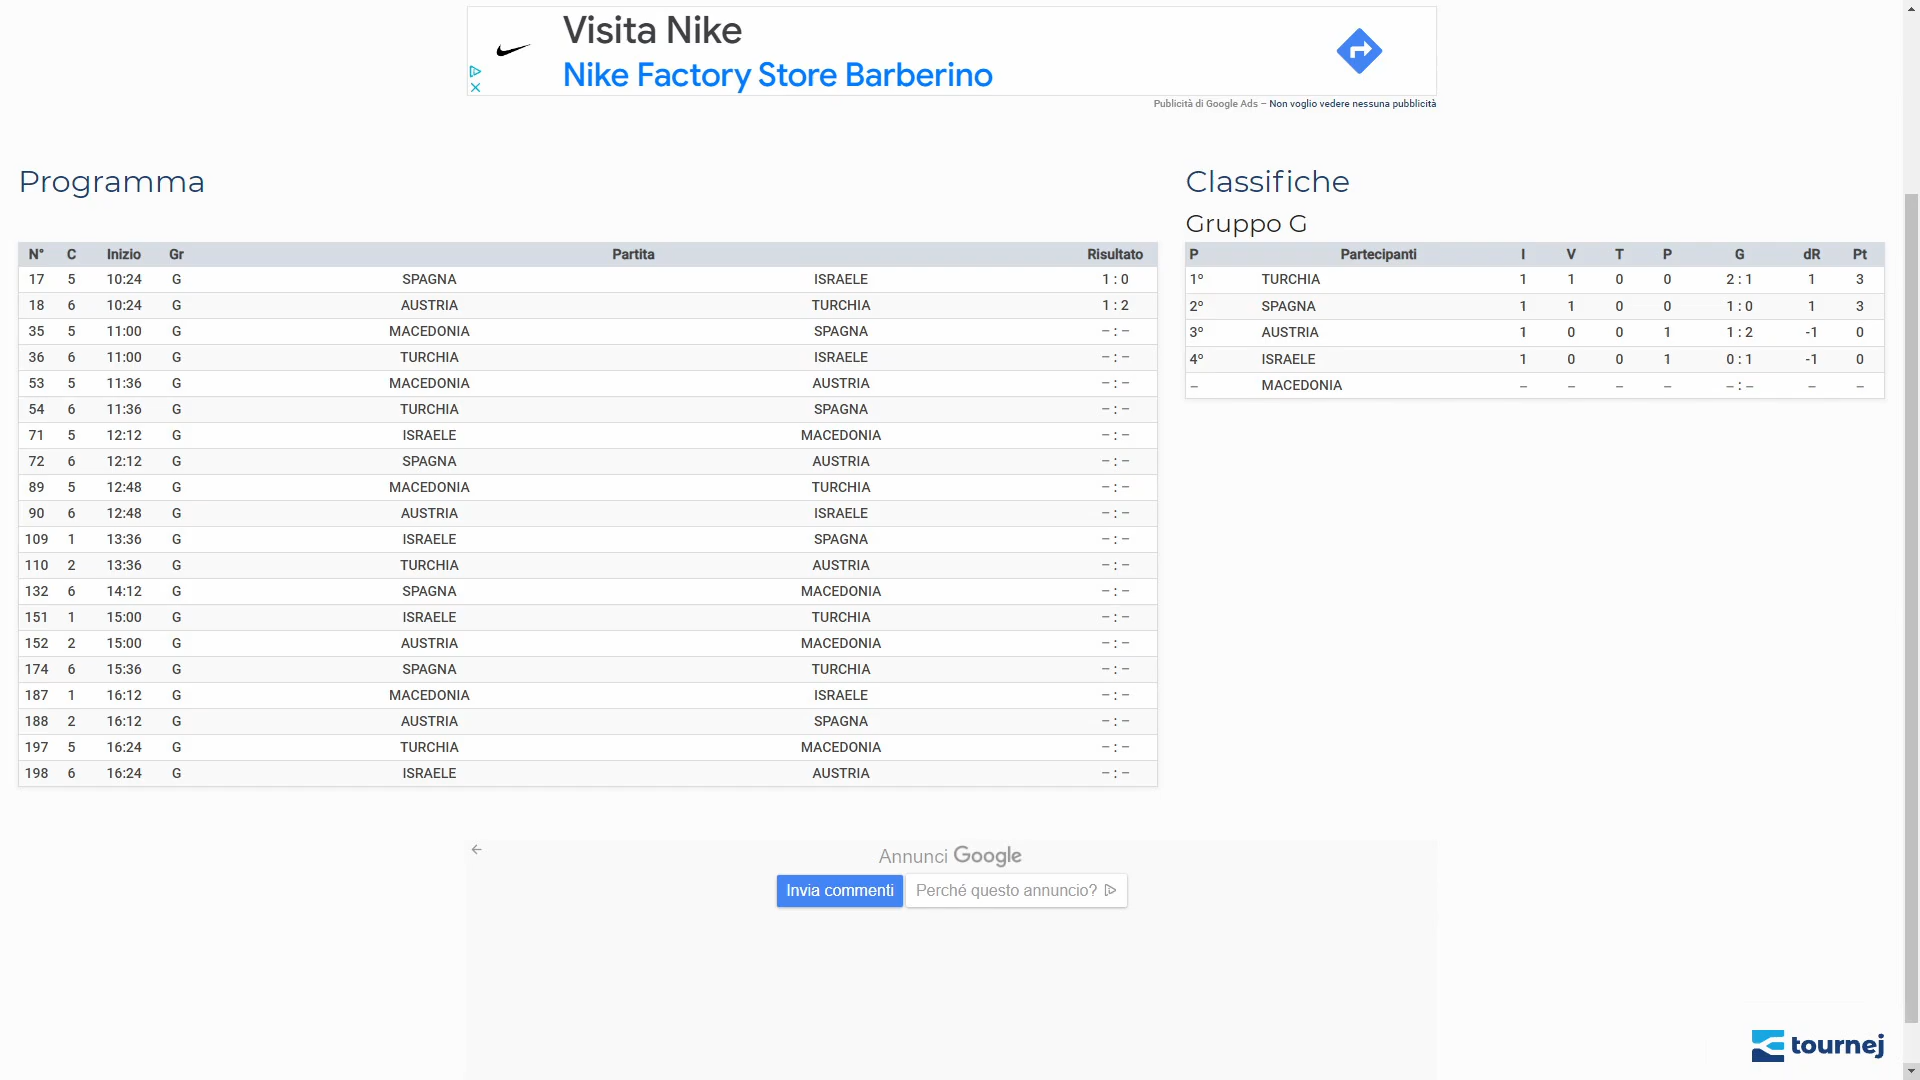 Visita Nike
Nike Factory Store Barberino
Publicità di Google Ads – Non voglio vedere nessuna pubblicità
Programma
N° C Inizio Gr Partita Risultato
17 5 10:24 G SPAGNA ISRAELE 1 : 0
18 6 10:24 G AUSTRIA TURCHIA 1 : 2
35 5 11:00 G MACEDONIA SPAGNA – : –
36 6 11:00 G TURCHIA ISRAELE – : –
53 5 11:36 G MACEDONIA AUSTRIA – : –
54 6 11:36 G TURCHIA SPAGNA – : –
71 5 12:12 G ISRAELE MACEDONIA – : –
72 6 12:12 G SPAGNA AUSTRIA – : –
89 5 12:48 G MACEDONIA TURCHIA – : –
90 6 12:48 G AUSTRIA ISRAELE – : –
109 1 13:36 G ISRAELE SPAGNA – : –
110 2 13:36 G TURCHIA AUSTRIA – : –
132 6 14:12 G SPAGNA MACEDONIA – : –
151 1 15:00 G ISRAELE TURCHIA – : –
152 2 15:00 G AUSTRIA MACEDONIA – : –
174 6 15:36 G SPAGNA TURCHIA – : –
187 1 16:12 G MACEDONIA ISRAELE – : –
188 2 16:12 G AUSTRIA SPAGNA – : –
197 5 16:24 G TURCHIA MACEDONIA – : –
198 6 16:24 G ISRAELE AUSTRIA – : –
Classifiche
Gruppo G
P Partecipanti I V T P G dR Pt
1º TURCHIA 1 1 0 0 2 : 1 1 3
2º SPAGNA 1 1 0 0 1 : 0 1 3
3º AUSTRIA 1 0 0 1 1 : 2 -1 0
4º ISRAELE 1 0 0 1 0 : 1 -1 0
– MACEDONIA – – – – – : – – –
Annunci Google
Invia commenti Perché questo annuncio?
tournej